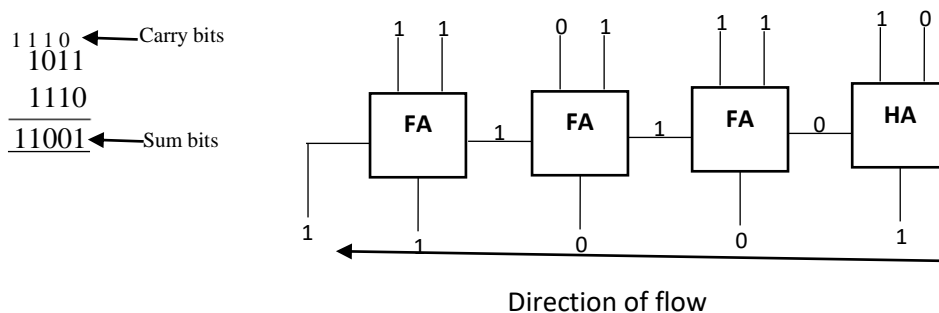 1 1 1 0 Carry bits
1011
1110
11001 Sum bits
1 1 0 1 1 1 1 0
FA FA FA HA
1 1 0
1 1 0 0 1
Direction of flow